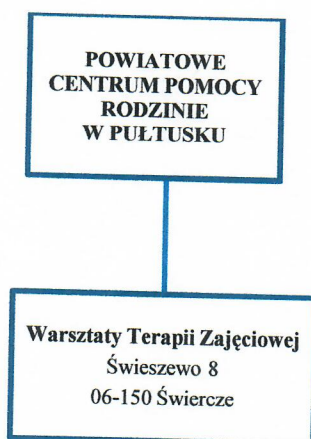 POWIATOWE
CENTRUM POMOCY
RODZINIE
W PUŁTUSKU
Warsztaty Terapii Zajęciowej
Świeszewo 8
06-150 Świercze